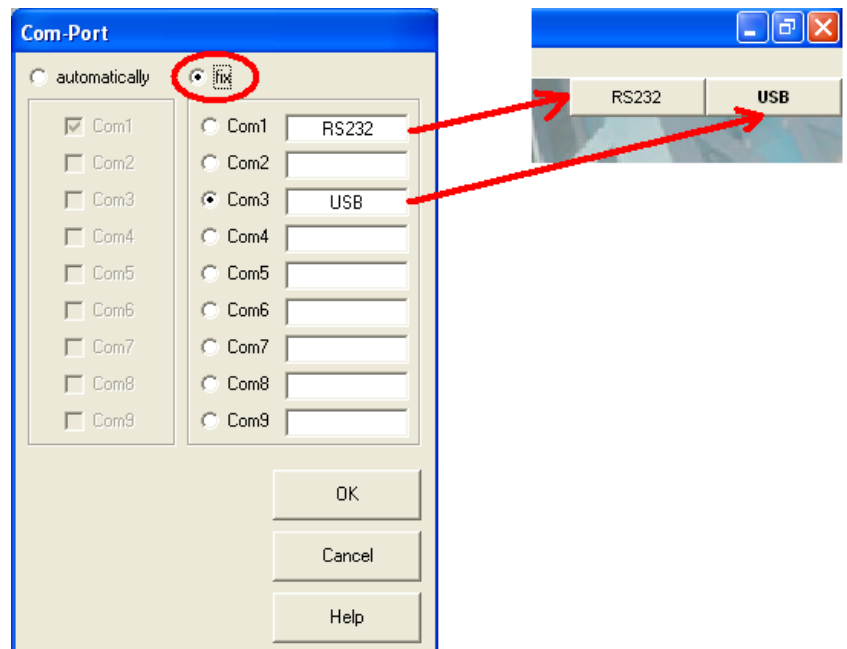 Com-Port
automatically fix
Com1 Com1 RS232
Com2 Com2
Com3 Com3 USB
Com4 Com4
Com5 Com5
Com6 Com6
Com7 Com7
Com8 Com8
Com9 Com9
OK
Cancel
Help
RS232 USB